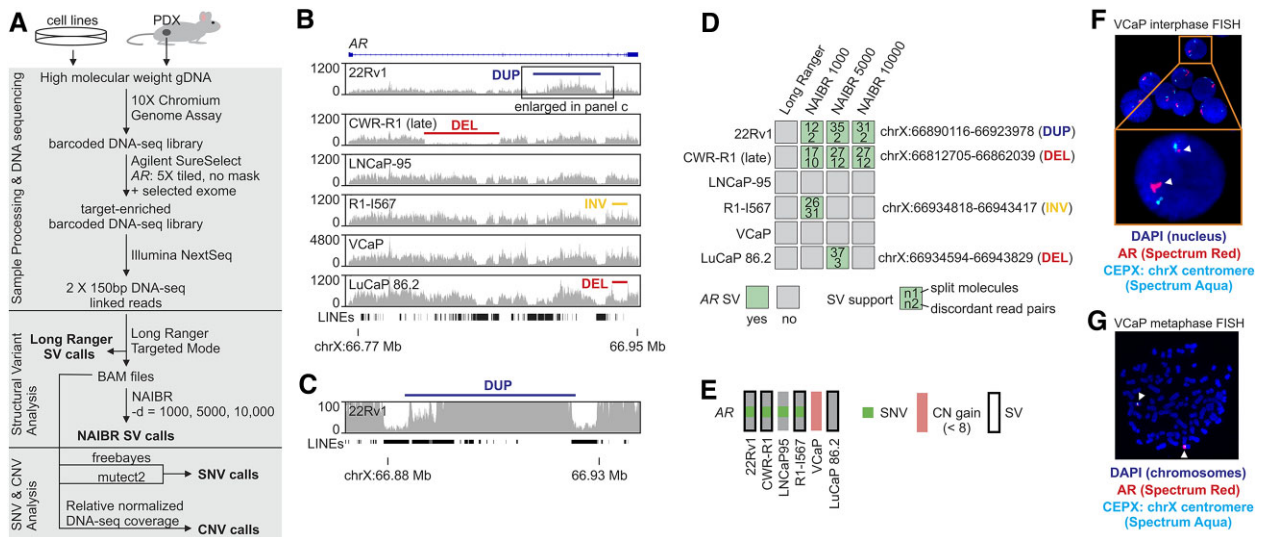 A
cell lines
PDX
Sample Processing & DNA sequencing
High molecular weight gDNA
10X Chromium
Genome Assay
barcoded DNA-seq library
Agilent SureSelect
AR: 5X tiled, no mask
+ selected exome
target-enriched
barcoded DNA-seq library
Illumina NextSeq
2 X 150bp DNA-seq
linked reads
Structural Variant
Analysis
Long Ranger
SV calls
Long Ranger
Targeted Mode
BAM files
NAIBR
-d = 1000, 5000, 10,000
NAIBR SV calls
SNV & CNV
Analysis
freebayes
mutect2
SNV calls
Relative normalized
DNA-seq coverage
CNV calls
B
AR
1200
0
22Rv1
DUP
enlarged in panel c
1200
0
CWR-R1 (late)
DEL
1200
0
LNCaP-95
1200
0
R1-I567
INV
4800
0
VCaP
1200
0
LuCaP 86.2
DEL
LINEs
chrX:66.77 Mb
66.95 Mb
C
DUP
100
0
22Rv1
LINEs
chrX:66.88 Mb
66.93 Mb
D
Long Ranger
NAIBR 1000
NAIBR 5000
NAIBR 10000
22Rv1
12
2
35
2
31
2
chrX:66890116-66923978 (DUP)
CWR-R1 (late)
17
10
27
12
27
12
chrX:66812705-66862039 (DEL)
LNCaP-95
R1-I567
26
31
chrX:66934818-66943417 (INV)
VCaP
LuCaP 86.2
37
3
chrX:66934594-66943829 (DEL)
AR SV
yes
no
SV support
n1
n2
split molecules
discordant read pairs
E
AR
22Rv1
CWR-R1
LNCaP95
R1-I567
VCaP
LuCaP 86.2
SNV
CN gain
(< 8)
SV
F
VCaP interphase FISH
DAPI (nucleus)
AR (Spectrum Red)
CEPX: chrX centromere
(Spectrum Aqua)
G
VCaP metaphase FISH
DAPI (chromosomes)
AR (Spectrum Red)
CEPX: chrX centromere
(Spectrum Aqua)